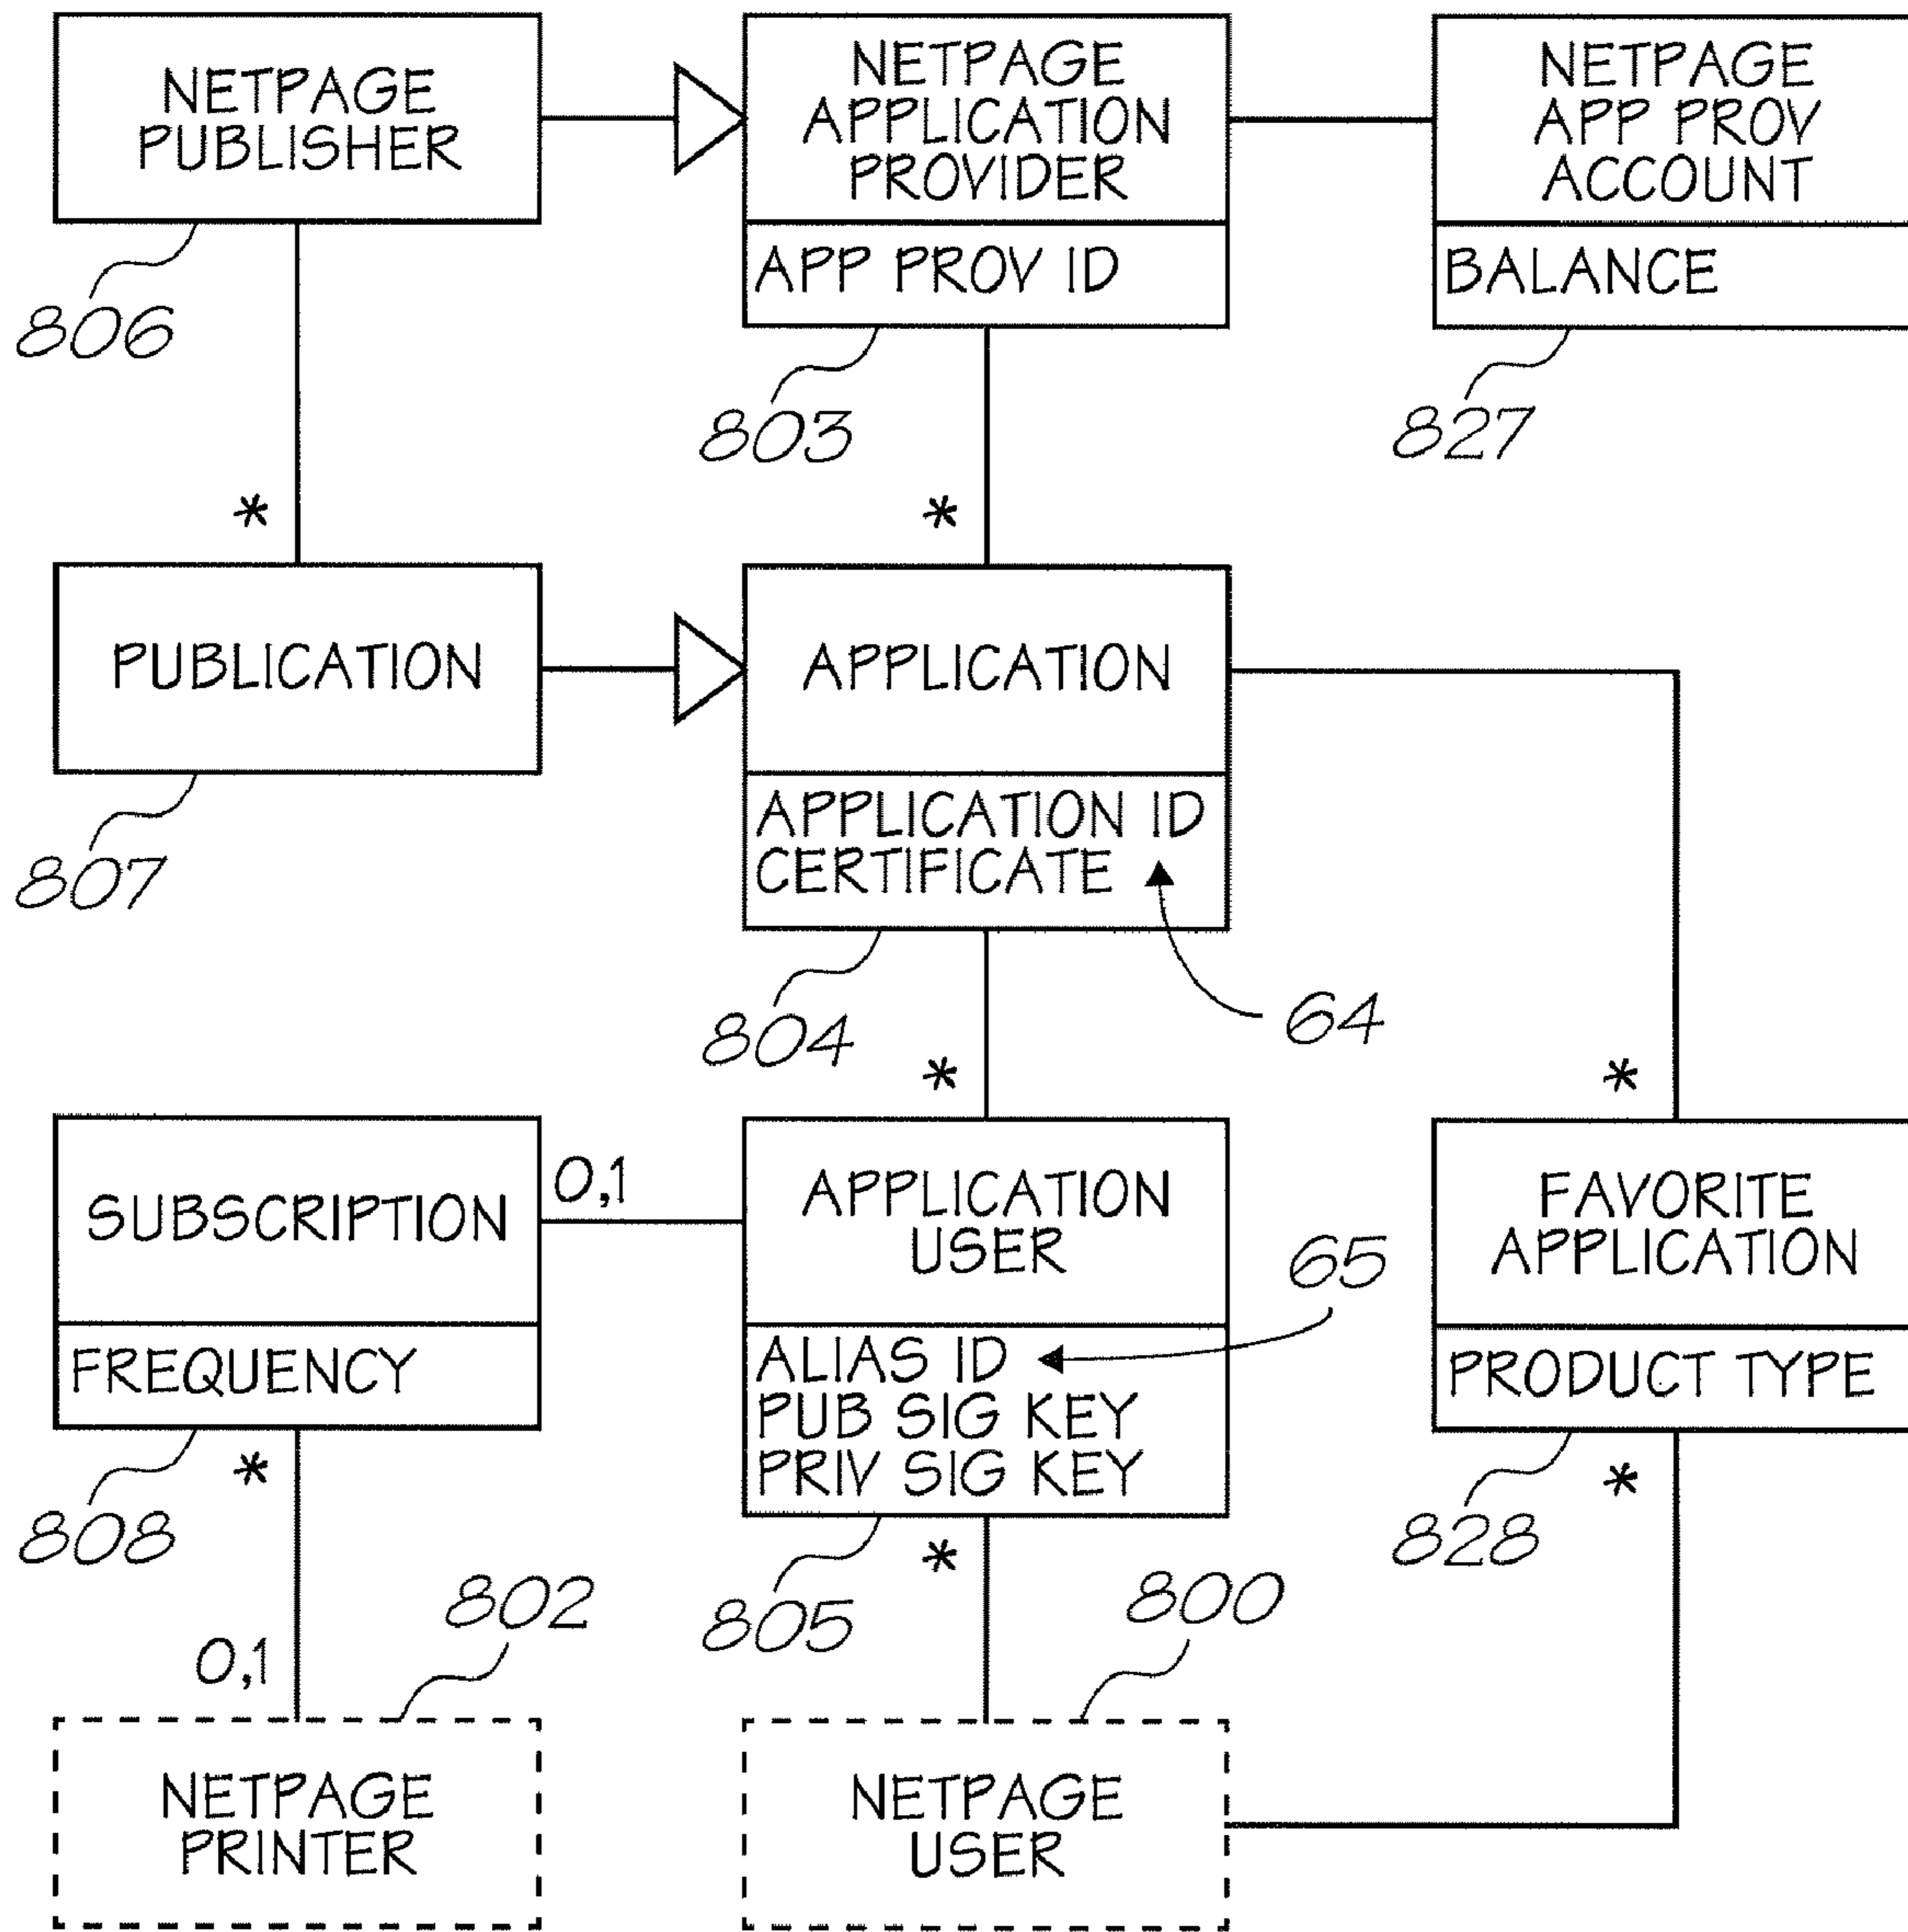 NETPAGE
PUBLISHER
806
NETPAGE
APPLICATION
PROVIDER
APP PROV ID
803
NETPAGE
APP PROV
ACCOUNT
BALANCE
827
*
*
PUBLICATION
807
APPLICATION
APPLICATION ID
CERTIFICATE
64
804
*
*
SUBSCRIPTION
0,1
FREQUENCY
808
*
APPLICATION
USER
65
ALIAS ID
PUB SIG KEY
PRIV SIG KEY
805
*
FAVORITE
APPLICATION
PRODUCT TYPE
828
*
802
0,1
800
NETPAGE
PRINTER
NETPAGE
USER